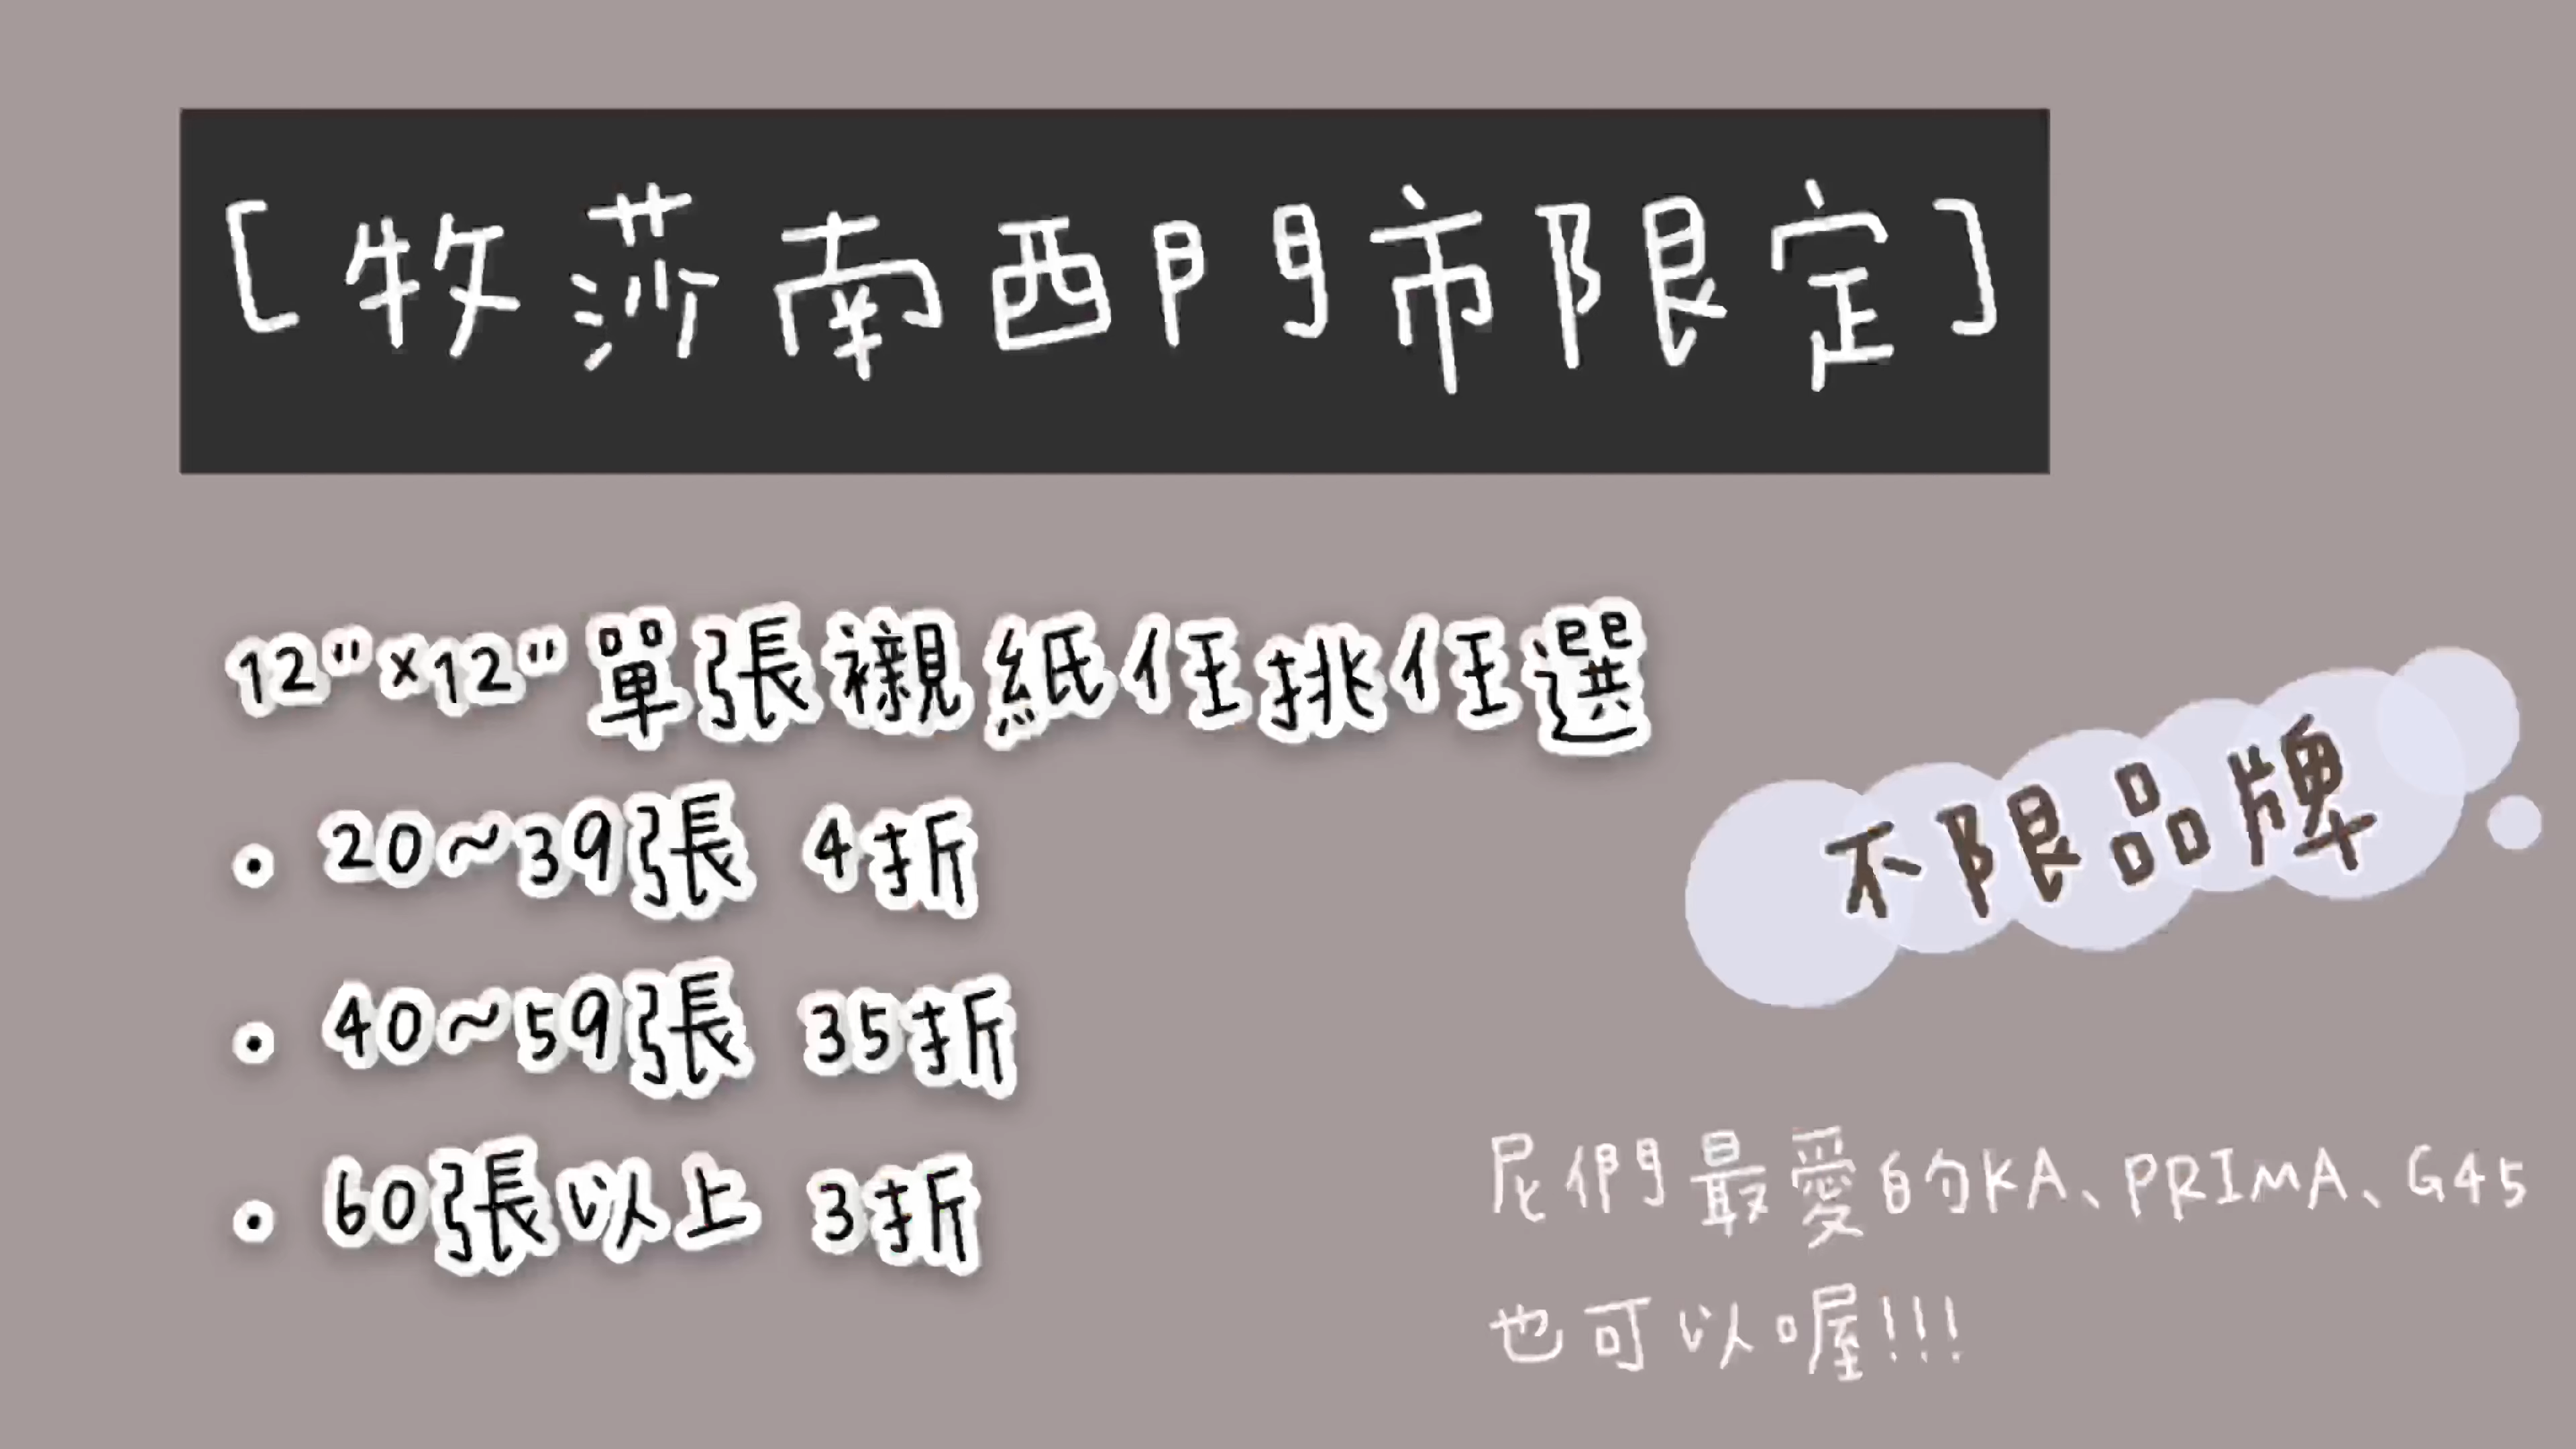 [牧莎南西門市限定]
12"x12"單張襯紙任挑任選
• 20~39張 4折
• 40~59張 35折
• 60張以上 3折
不限品牌
尼們最愛的KA、PRIMA、G45
也可以喔!!!